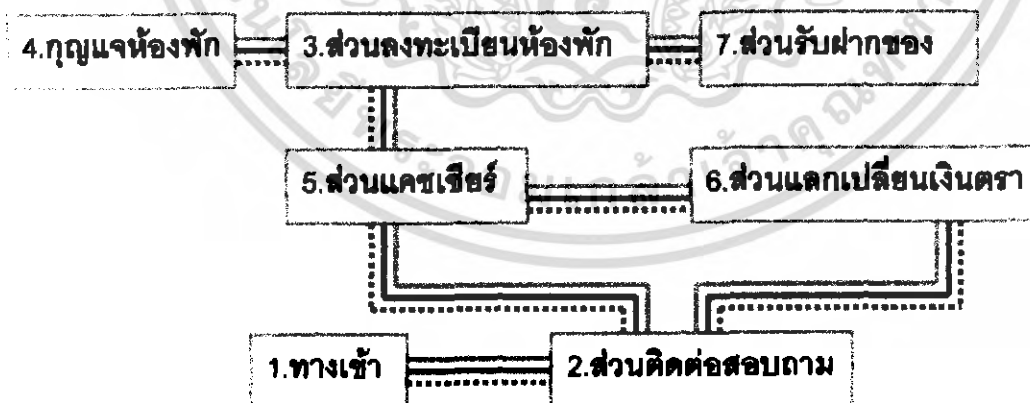 4.กุญแจห้องพัก 3.ส่วนลงทะเบียนห้องพัก 7.ส่วนรับฝากของ
5.ส่วนแคชเชียร์ 6.ส่วนแลกเปลี่ยนเงินตรา
1.ทางเข้า 2.ส่วนติดต่อสอบถาม